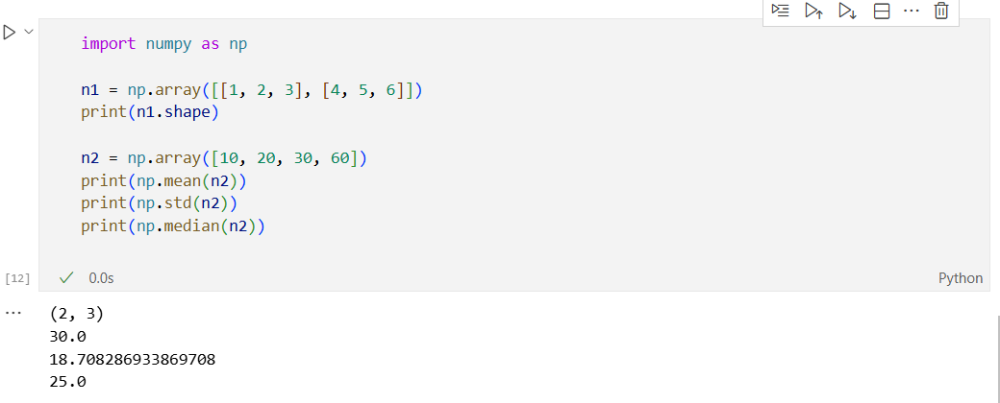 import numpy as np
n1 = np.array([[1, 2, 3], [4, 5, 6]])
print(n1.shape)
n2 = np.array([10, 20, 30, 60])
print(np.mean(n2))
print(np.std(n2))
print(np.median(n2))
[12]
0.0s
Python
(2, 3)
30.0
18.708286933869708
25.0